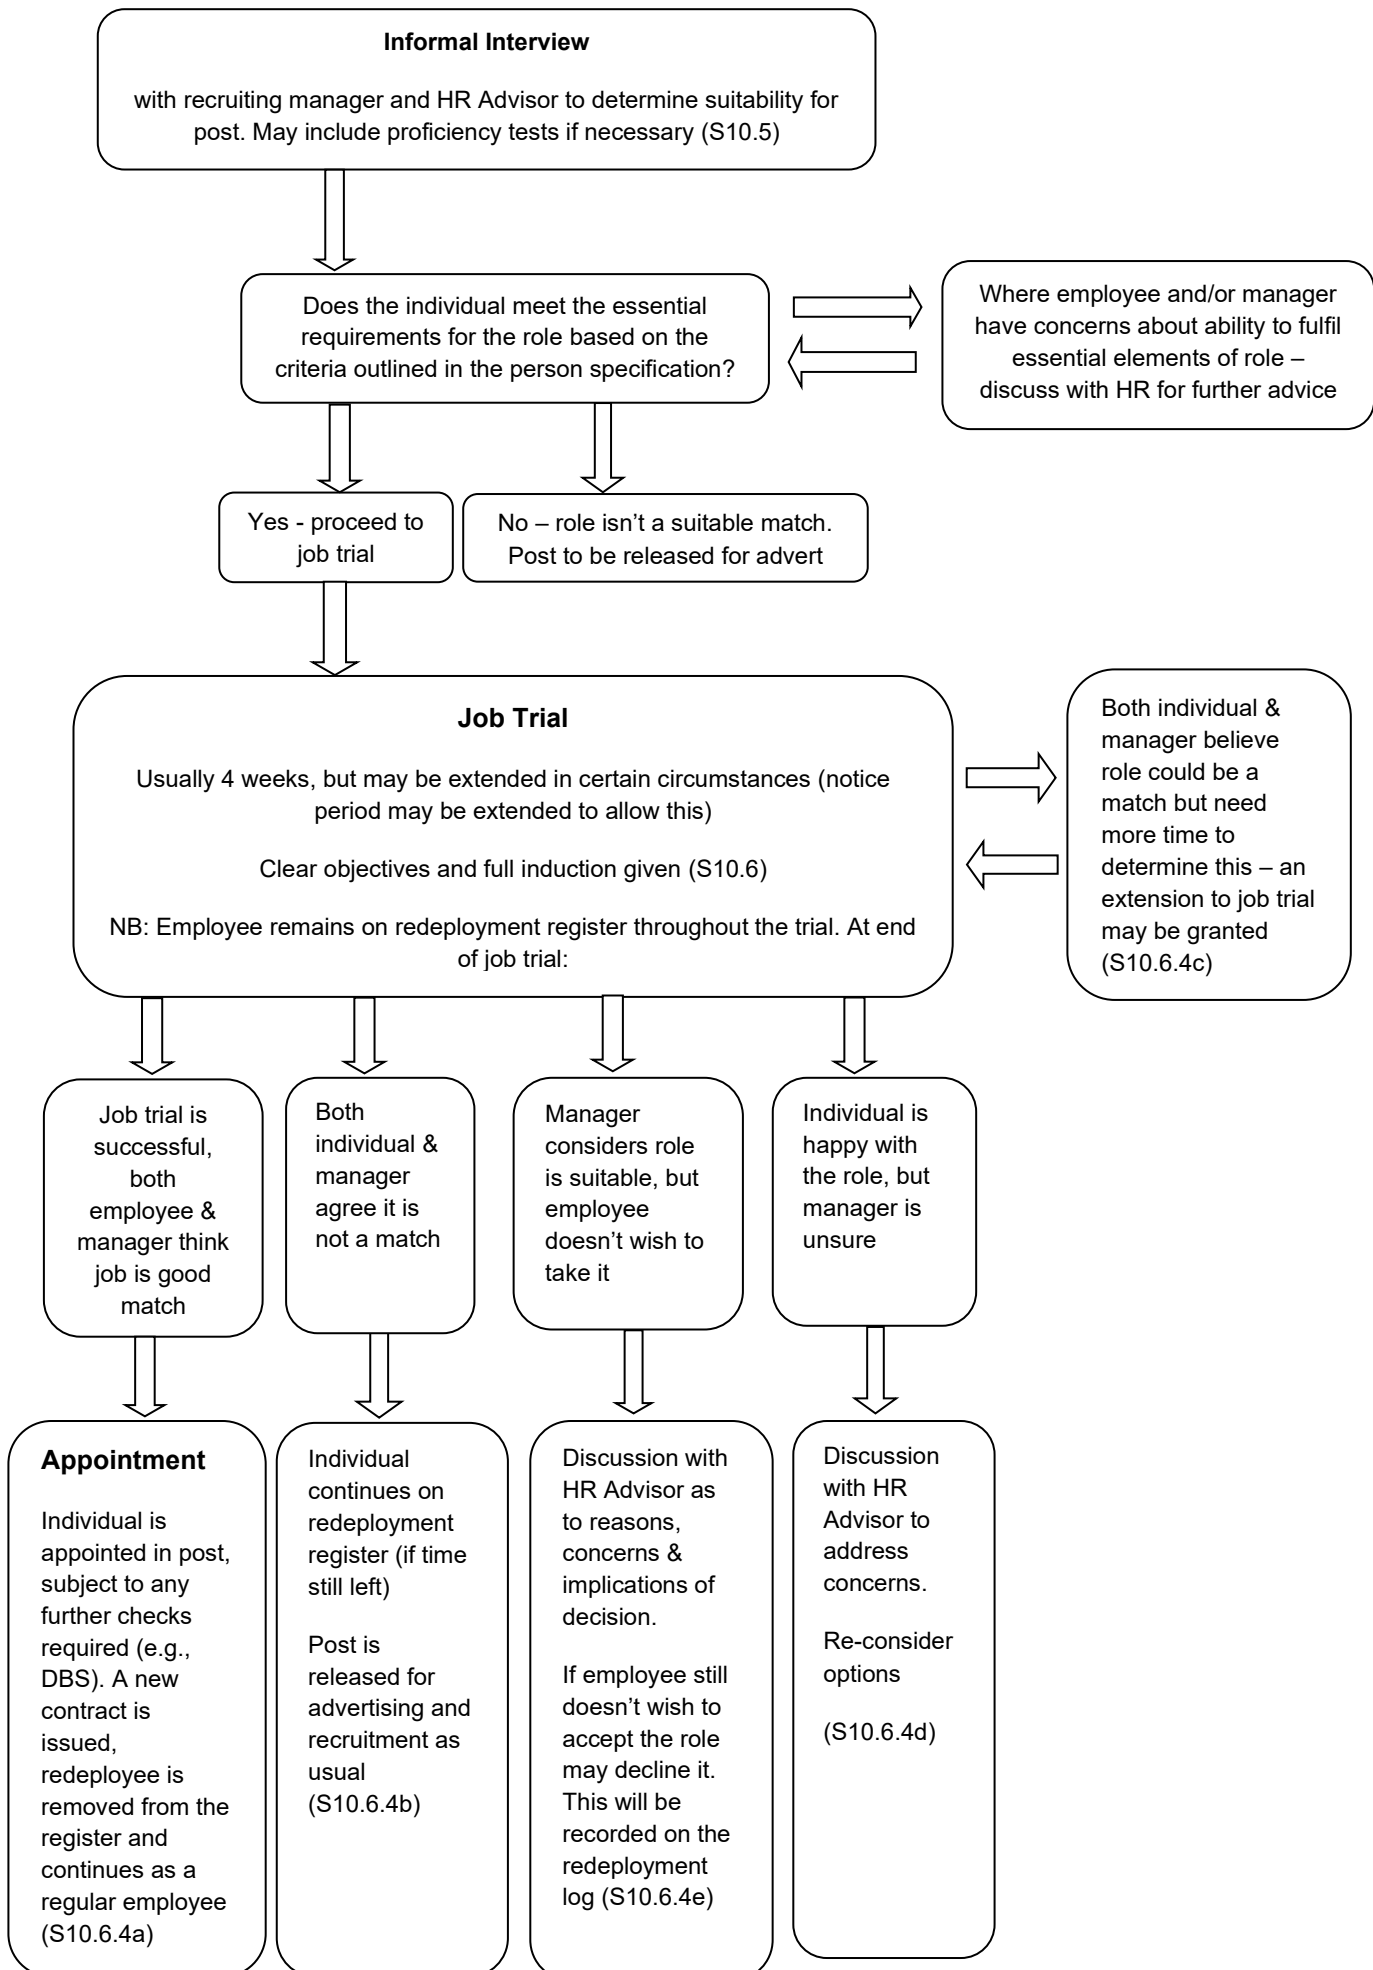 Informal Interview
with recruiting manager and HR Advisor to determine suitability for
post. May include proficiency tests if necessary (S10.5)
Does the individual meet the essential
requirements for the role based on the
criteria outlined in the person specification?
Where employee and/or manager
have concerns about ability to fulfil
essential elements of role –
discuss with HR for further advice
Yes - proceed to
job trial
No – role isn’t a suitable match.
Post to be released for advert
Job Trial
Usually 4 weeks, but may be extended in certain circumstances (notice
period may be extended to allow this)
Clear objectives and full induction given (S10.6)
NB: Employee remains on redeployment register throughout the trial. At end
of job trial:
Both individual &
manager believe
role could be a
match but need
more time to
determine this – an
extension to job trial
may be granted
(S10.6.4c)
Job trial is
successful,
both
employee &
manager think
job is good
match
Both
individual &
manager
agree it is
not a match
Manager
considers role
is suitable, but
employee
doesn’t wish to
take it
Individual is
happy with
the role, but
manager is
unsure
Appointment
Individual is
appointed in post,
subject to any
further checks
required (e.g.,
DBS). A new
contract is
issued,
redeployee is
removed from the
register and
continues as a
regular employee
(S10.6.4a)
Individual
continues on
redeployment
register (if time
still left)
Post is
released for
advertising and
recruitment as
usual
(S10.6.4b)
Discussion with
HR Advisor as
to reasons,
concerns &
implications of
decision.
If employee still
doesn’t wish to
accept the role
may decline it.
This will be
recorded on the
redeployment
log (S10.6.4e)
Discussion
with HR
Advisor to
address
concerns.
Re-consider
options
(S10.6.4d)